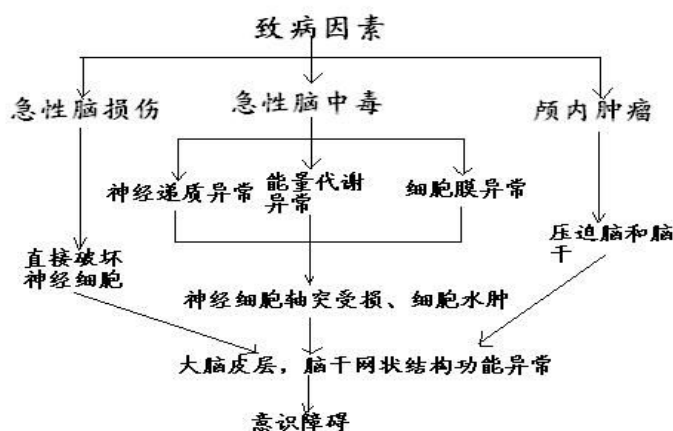 致病因素
急性脑损伤
急性脑中毒
颅内肿瘤
神经递质异常
能量代谢
异常
细胞膜异常
直接破坏
神经细胞
压迫脑和脑
干
神经细胞轴突受损、细胞水肿
大脑皮层，脑干网状结构功能异常
意识障碍